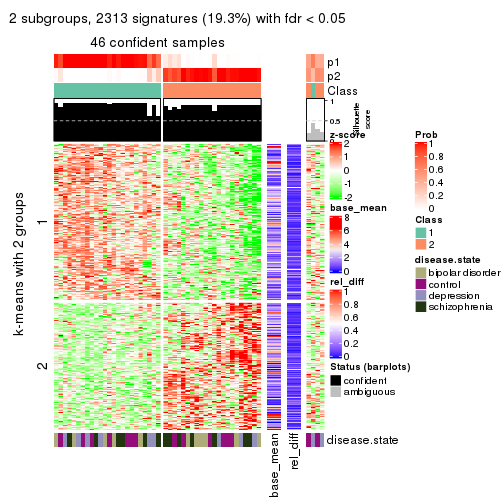 2 subgroups, 2313 signatures (19.3%) with fdr < 0.05
46 confident samples
p1
p2
Class
1
0.5
0
Silhouette
score
k-means with 2 groups
1
2
z-score
2
1
0
-1
-2
base_mean
8
6
4
2
0
rel_diff
1
0.8
0.6
0.4
0.2
0
Status (barplots)
confident
ambiguous
Prob
1
0.8
0.6
0.4
0.2
0
Class
1
2
disease.state
bipolar disorder
control
depression
schizophrenia
disease.state
base_mean
rel_diff